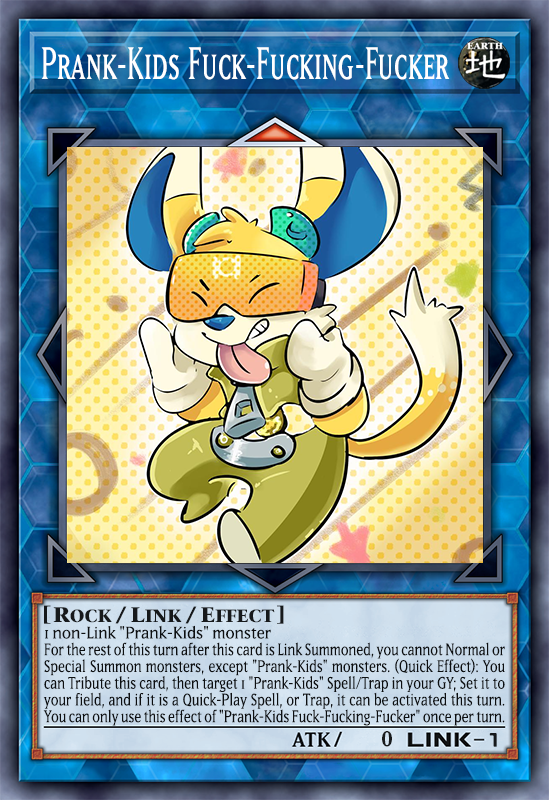 Prank-Kids Fuck-Fucking-Fucker
EARTH
地
[Rock / Link / Effect]
1 non-Link "Prank-Kids" monster
For the rest of this turn after this card is Link Summoned, you cannot Normal or
Special Summon monsters, except "Prank-Kids" monsters. (Quick Effect): You
can Tribute this card, then target 1 "Prank-Kids" Spell/Trap in your GY; Set it to
your field, and if it is a Quick-Play Spell, or Trap, it can be activated this turn.
You can only use this effect of "Prank-Kids Fuck-Fucking-Fucker" once per turn.
ATK/ 0 LINK-1